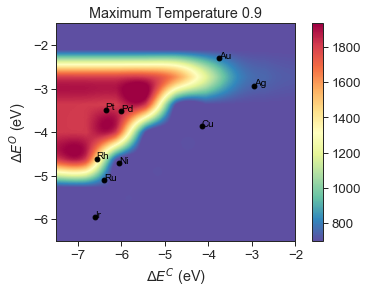 Maximum Temperature 0.9
−2
−3
−4
−5
−6
ΔE^O (eV)
Au
Ag
Pt
Pd
Cu
Rh
Ni
Ru
Ir
−7
−6
−5
−4
−3
−2
ΔE^C (eV)
1800
1600
1400
1200
1000
800